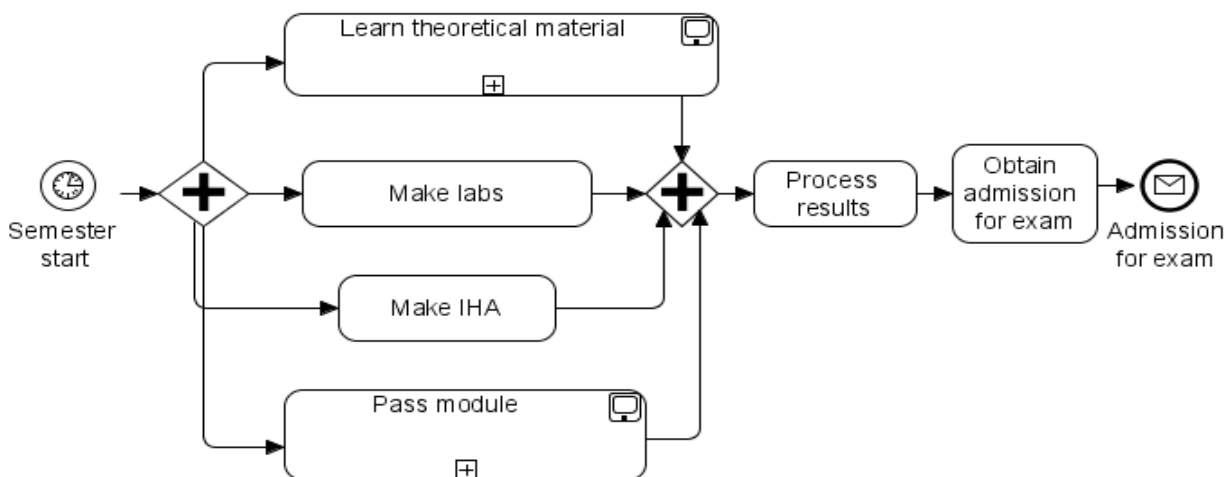 Learn theoretical material
Semester
start
Make labs
Process
results
Obtain
admission
for exam
Admission
for exam
Make IHA
Pass module